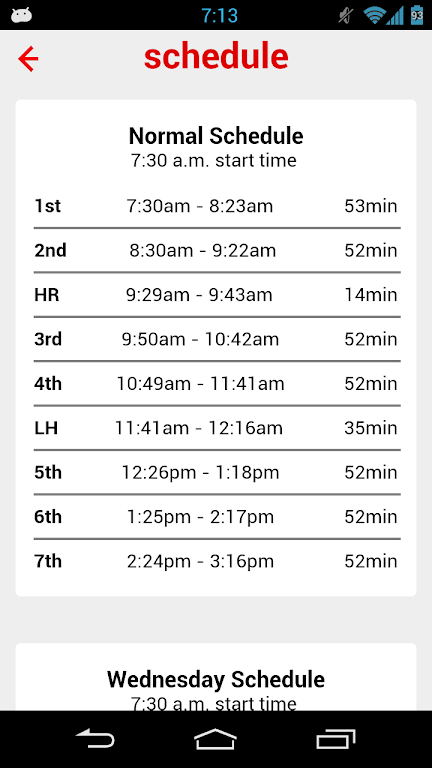 7:13 93
schedule
Normal Schedule
7:30 a.m. start time
1st 7:30am - 8:23am 53min
2nd 8:30am - 9:22am 52min
HR 9:29am - 9:43am 14min
3rd 9:50am - 10:42am 52min
4th 10:49am - 11:41am 52min
LH 11:41am - 12:16am 35min
5th 12:26pm - 1:18pm 52min
6th 1:25pm - 2:17pm 52min
7th 2:24pm - 3:16pm 52min
Wednesday Schedule
7:30 a.m. start time